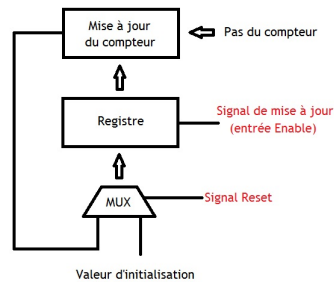 Mise à jour
du compteur
Pas du compteur
Registre
Signal de mise à jour
(entrée Enable)
MUX
Signal Reset
Valeur d'initialisation